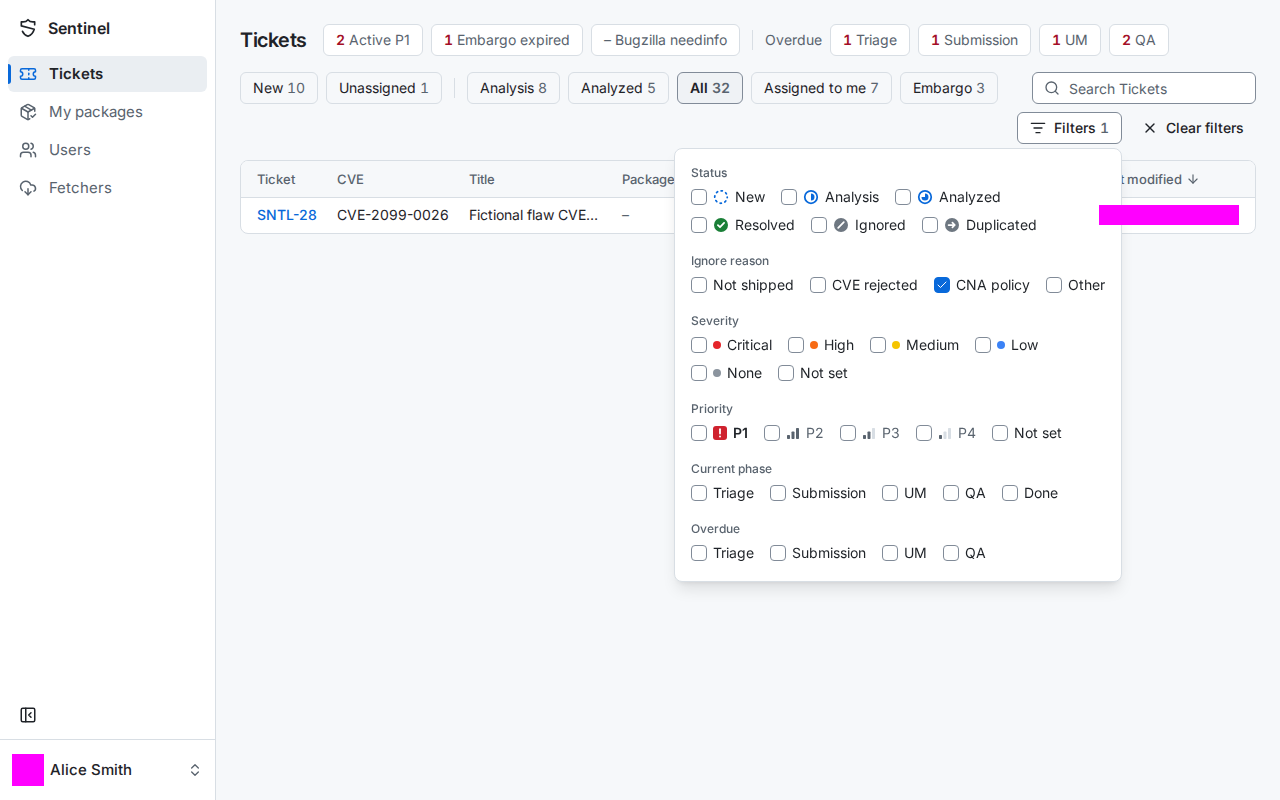 Sentinel
Tickets
My packages
Users
Fetchers
Alice Smith
Tickets
2 Active P1
1 Embargo expired
– Bugzilla needinfo
Overdue
1 Triage
1 Submission
1 UM
2 QA
New 10
Unassigned 1
Analysis 8
Analyzed 5
All 32
Assigned to me 7
Embargo 3
Search Tickets
Filters 1
Clear filters
Ticket CVE Title Package t modified
SNTL-28 CVE-2099-0026 Fictional flaw CVE... –
Status
New Analysis Analyzed
Resolved Ignored Duplicated
Ignore reason
Not shipped CVE rejected CNA policy Other
Severity
Critical High Medium Low
None Not set
Priority
P1 P2 P3 P4 Not set
Current phase
Triage Submission UM QA Done
Overdue
Triage Submission UM QA